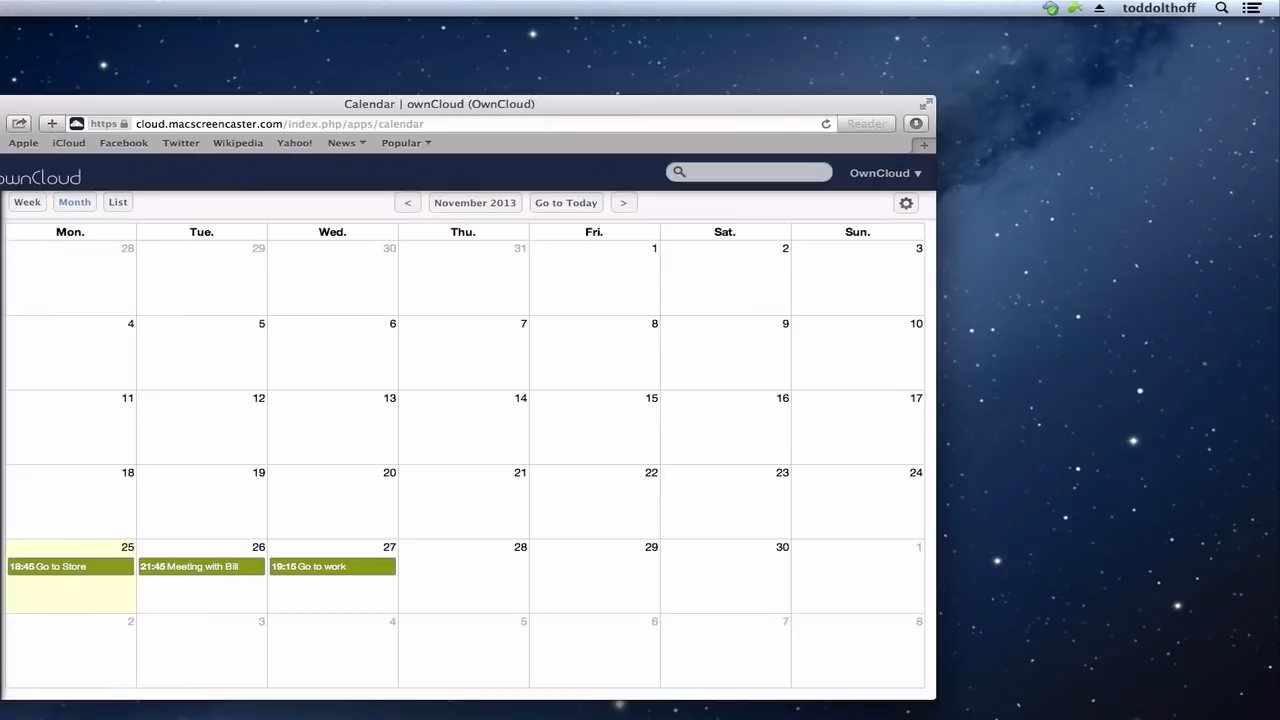 toddolthoff
Calendar | ownCloud (OwnCloud)
https cloud.macscreencaster.com/index.php/apps/calendar
Reader
Apple iCloud Facebook Twitter Wikipedia Yahoo! News Popular
ownCloud
OwnCloud
Week Month List < November 2013 Go to Today >
Mon. Tue. Wed. Thu. Fri. Sat. Sun.
28 29 30 31 1 2 3
4 5 6 7 8 9 10
11 12 13 14 15 16 17
18 19 20 21 22 23 24
25 26 27 28 29 30 1
18:45 Go to Store 21:45 Meeting with Bill 19:15 Go to work
2 3 4 5 6 7 8